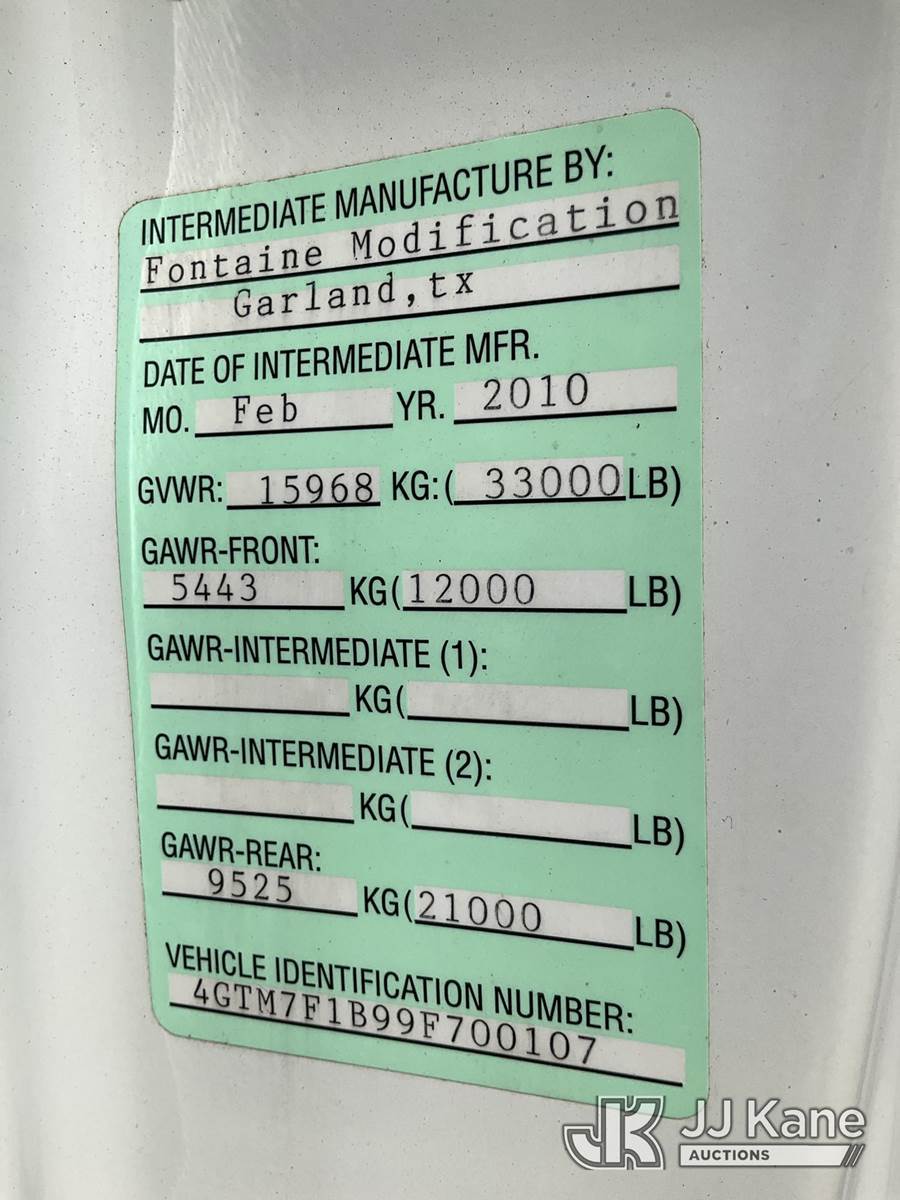 INTERMEDIATE MANUFACTURE BY:
Fontaine Modification
Garland,tx
DATE OF INTERMEDIATE MFR.
MO. Feb YR. 2010
GVWR: 15968 KG:( 33000 LB)
GAWR-FRONT:
5443 KG( 12000 LB)
GAWR-INTERMEDIATE (1):
KG( LB)
GAWR-INTERMEDIATE (2):
KG( LB)
GAWR-REAR:
9525 KG( 21000 LB)
VEHICLE IDENTIFICATION NUMBER:
4GTM7F1B99F700107
JK JJ Kane
AUCTIONS